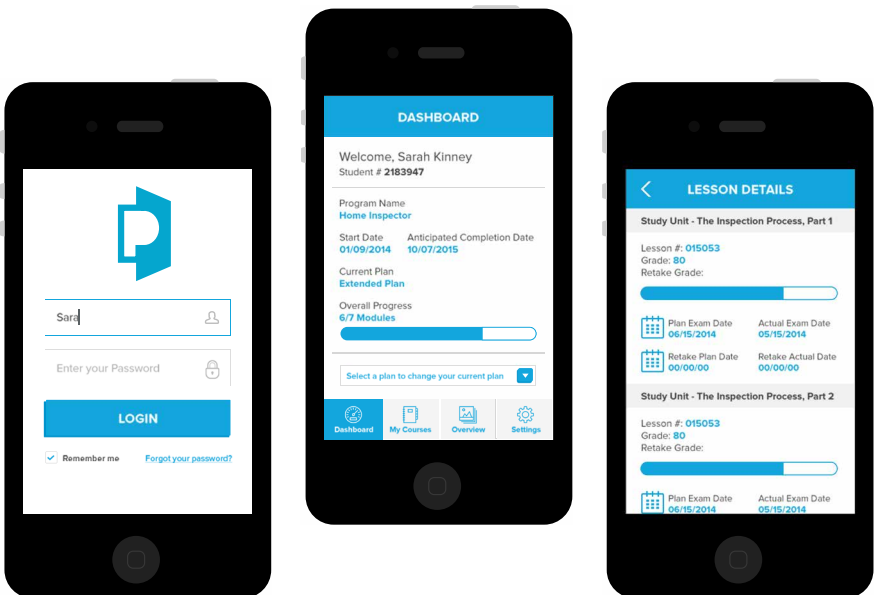 Sara
Enter your Password
LOGIN
Remember me Forgot your password?
DASHBOARD
Welcome, Sarah Kinney
Student # 2183947
Program Name
Home Inspector
Start Date Anticipated Completion Date
01/09/2014 10/07/2015
Current Plan
Extended Plan
Overall Progress
6/7 Modules
Select a plan to change your current plan
Dashboard My Courses Overview Settings
LESSON DETAILS
Study Unit - The Inspection Process, Part 1
Lesson #: 015053
Grade: 80
Retake Grade:
Plan Exam Date Actual Exam Date
06/15/2014 05/15/2014
Retake Plan Date Retake Actual Date
00/00/00 00/00/00
Study Unit - The Inspection Process, Part 2
Lesson #: 015053
Grade: 80
Retake Grade:
Plan Exam Date Actual Exam Date
06/15/2014 05/15/2014